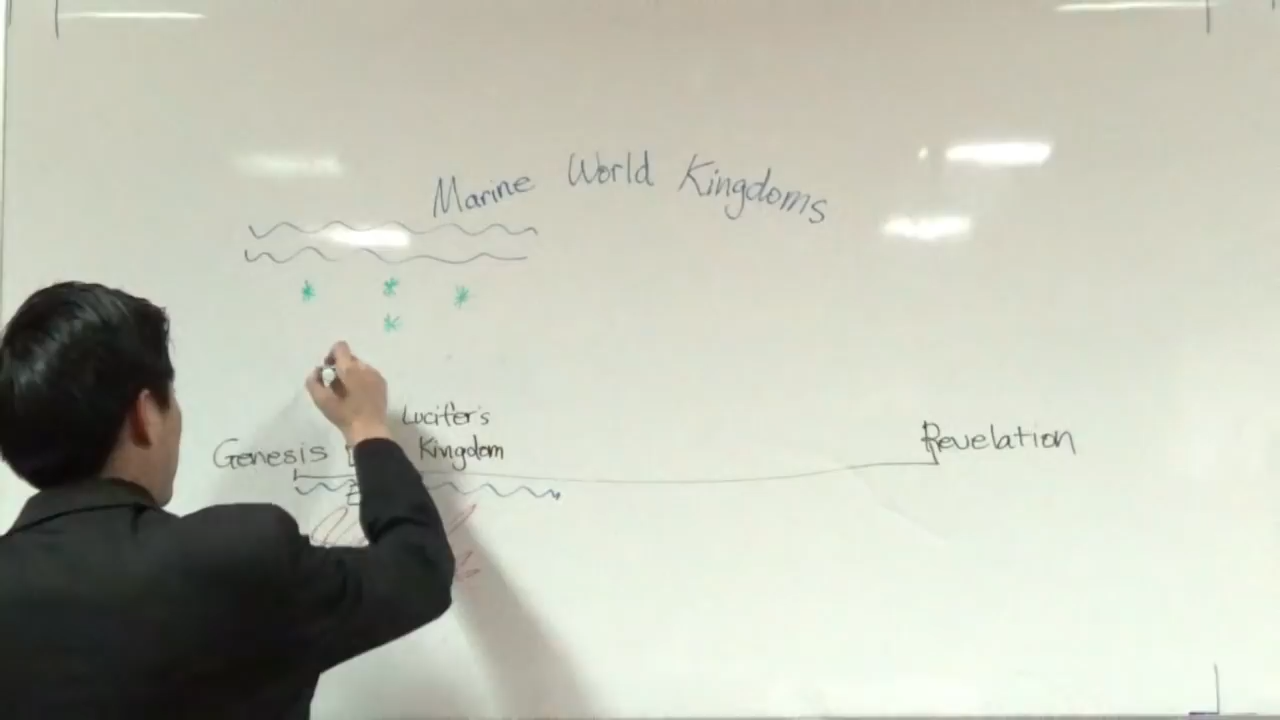 Marine World Kingdoms
Lucifer's
Genesis
Kingdom
Revelation